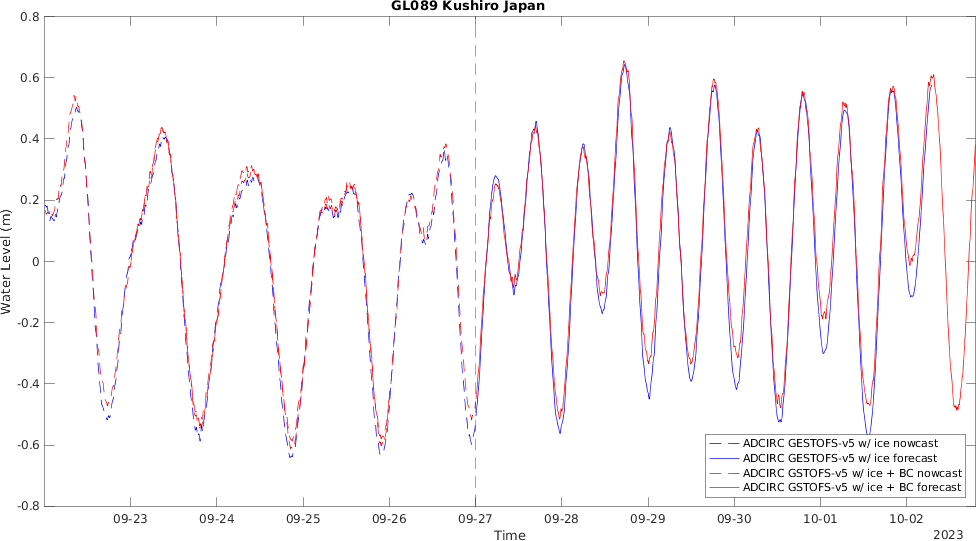 GL089 Kushiro Japan
0.8
0.6
0.4
0.2
0
-0.2
-0.4
-0.6
-0.8
Water Level (m)
ADCIRC GESTOFS-v5 w/ ice nowcast
ADCIRC GESTOFS-v5 w/ ice forecast
ADCIRC GSTOFS-v5 w/ ice + BC nowcast
ADCIRC GSTOFS-v5 w/ ice + BC forecast
09-23 09-24 09-25 09-26 09-27 09-28 09-29 09-30 10-01 10-02
Time
2023